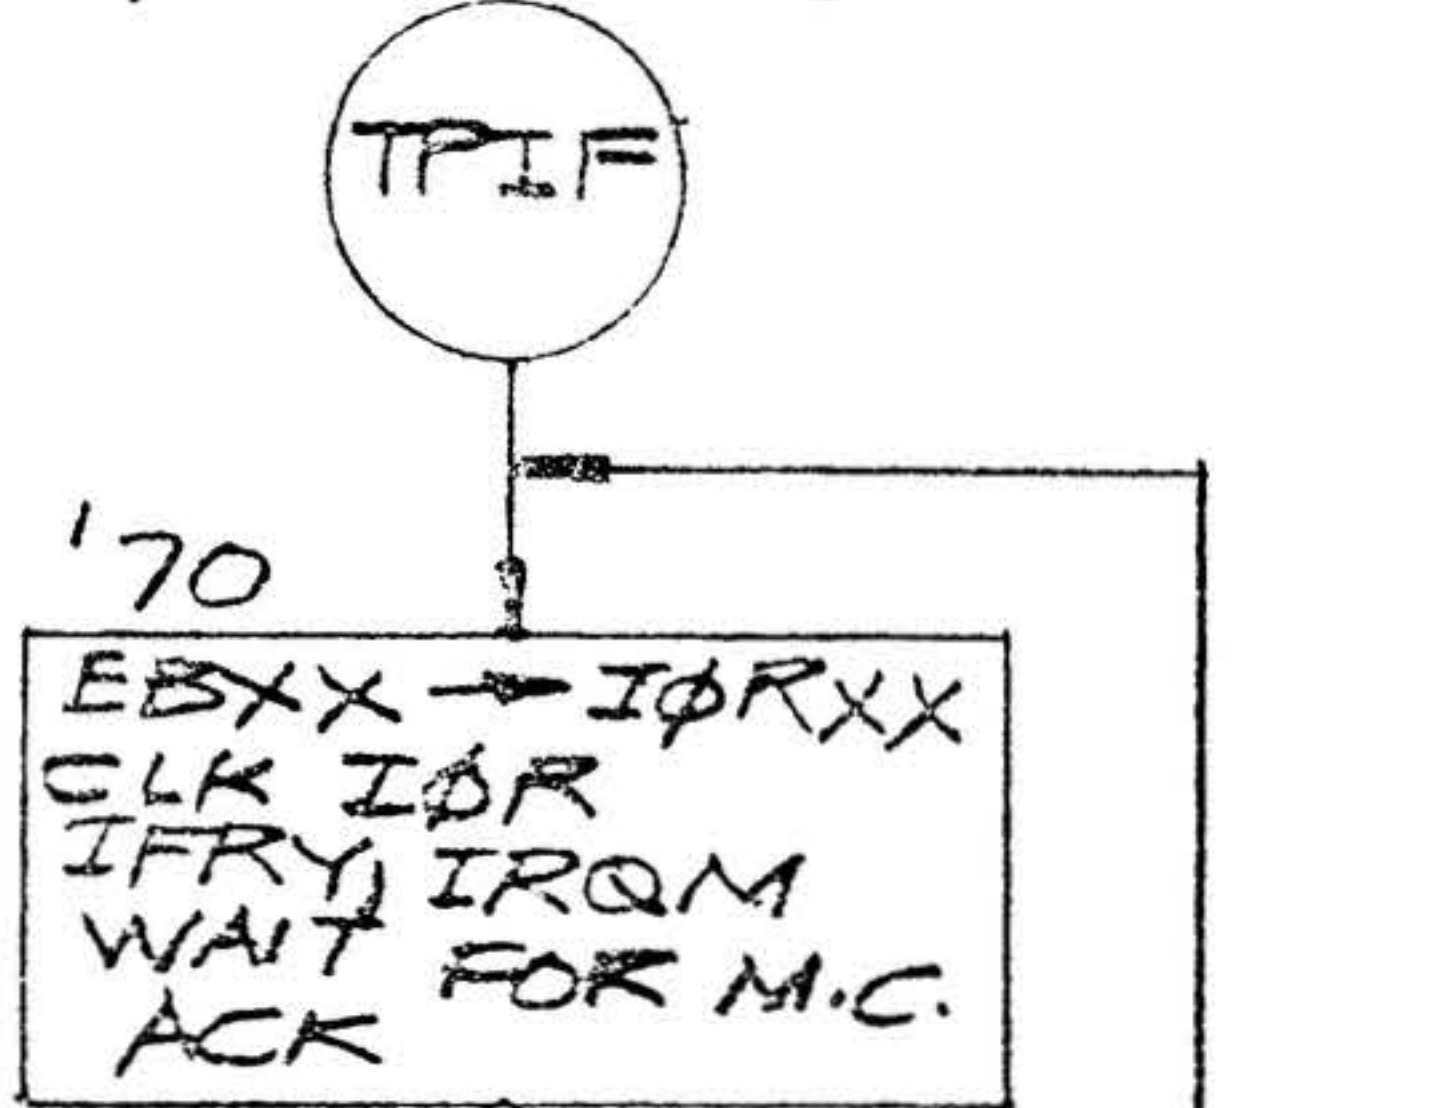 TPIF
'70
EBXX → IØRXX
CLK IØR
IFRY, IRQM
WAIT FOR M.C.
ACK